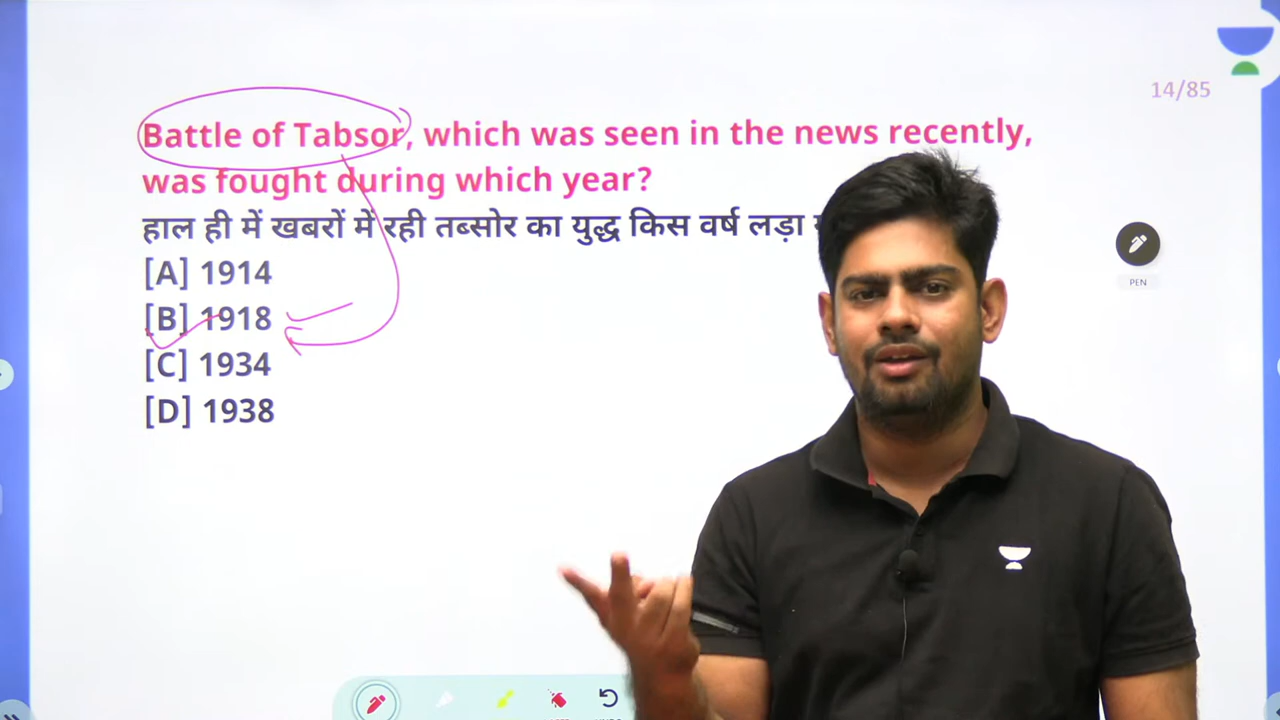 14/85
Battle of Tabsor, which was seen in the news recently,
was fought during which year?
हाल ही में खबरों में रही तब्सोर का युद्ध किस वर्ष लड़ा
[A] 1914
[B] 1918
[C] 1934
[D] 1938
PEN